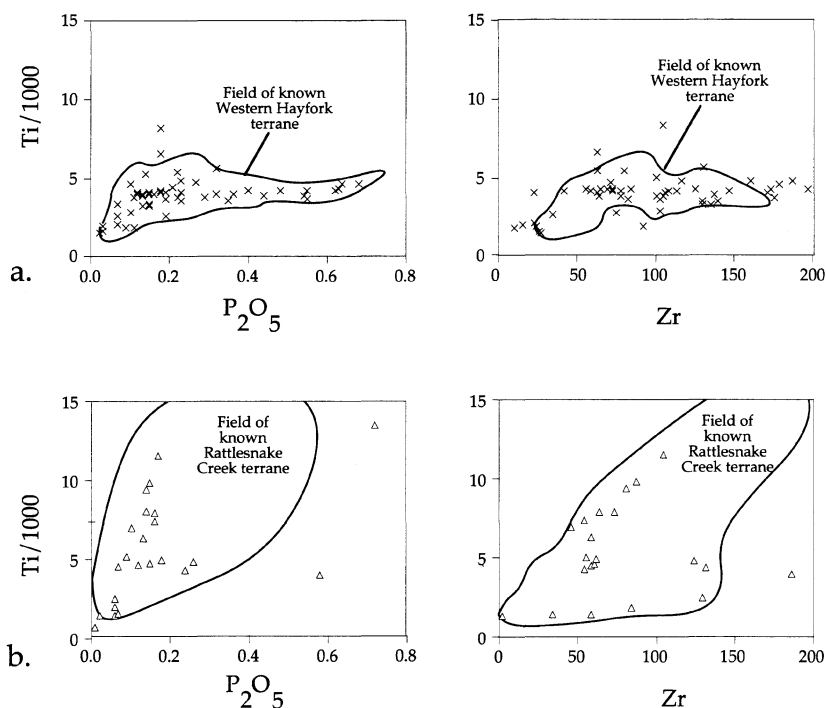 15
10
5
0
Ti/1000
Field of known
Western Hayfork
terrane
0.0
0.2
0.4
0.6
0.8
P2O5
a.
15
10
5
0
Field of known
Western Hayfork
terrane
0
50
100
150
200
Zr
15
10
5
0
Ti/1000
Field of
known
Rattlesnake
Creek terrane
0.0
0.2
0.4
0.6
0.8
P2O5
b.
15
10
5
0
Field of
known
Rattlesnake
Creek terrane
0
50
100
150
200
Zr